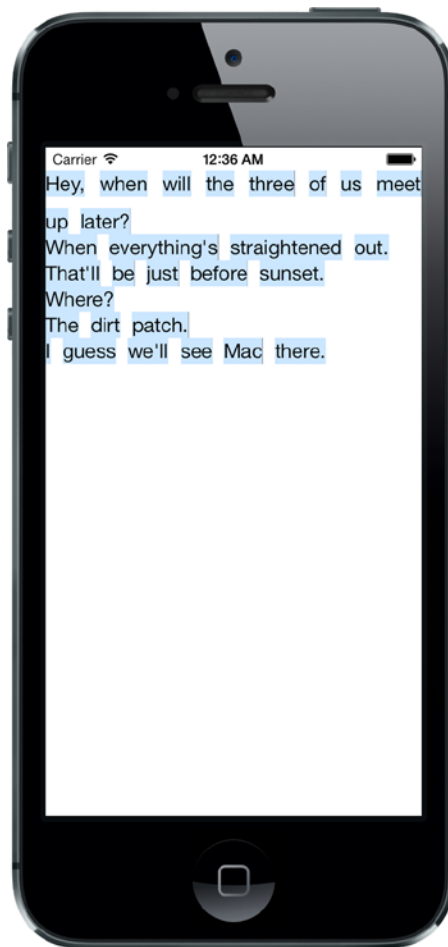 Carrier 12:36 AM
Hey, when will the three of us meet
up later?
When everything's straightened out.
That'll be just before sunset.
Where?
The dirt patch.
I guess we'll see Mac there.